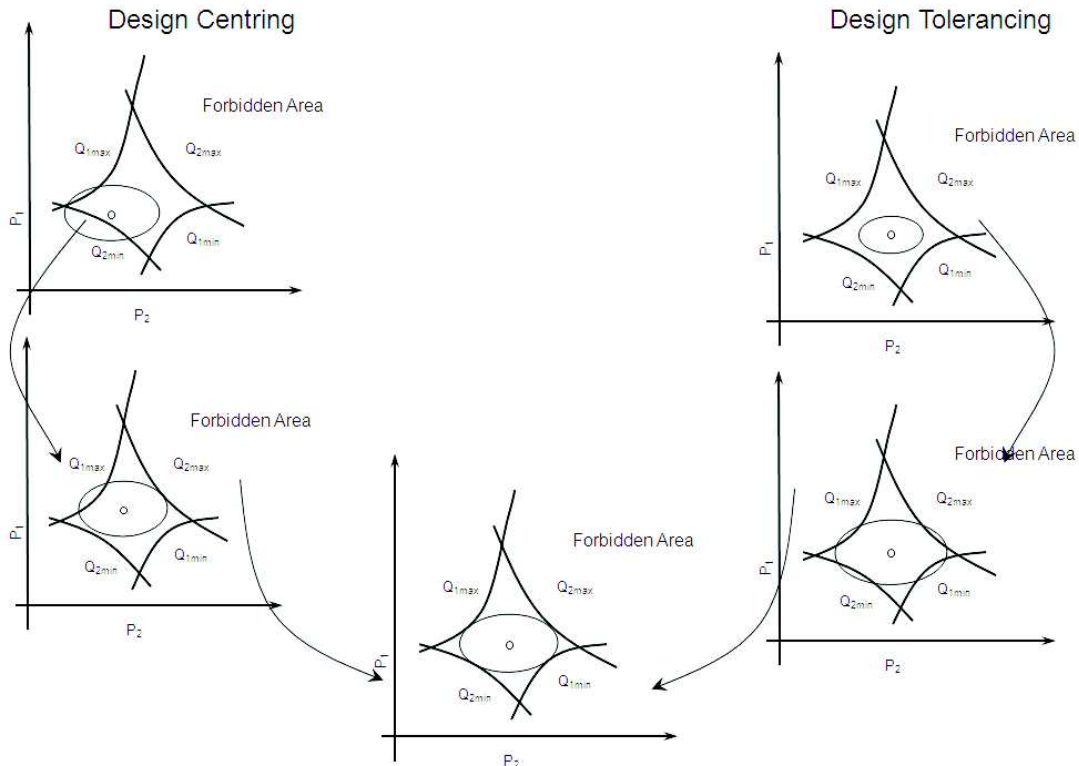 Design Centring
Forbidden Area
Q1max
Q2max
P1
Q2min
Q1min
P2
Forbidden Area
Q1max
Q2max
P1
Q2min
Q1min
P2
Forbidden Area
Q1max
Q2max
P1
Q2min
Q1min
P2
Design Tolerancing
Forbidden Area
Q1max
Q2max
P1
Q2min
Q1min
P2
Forbidden Area
Q1max
Q2max
P1
Q2min
Q1min
P2